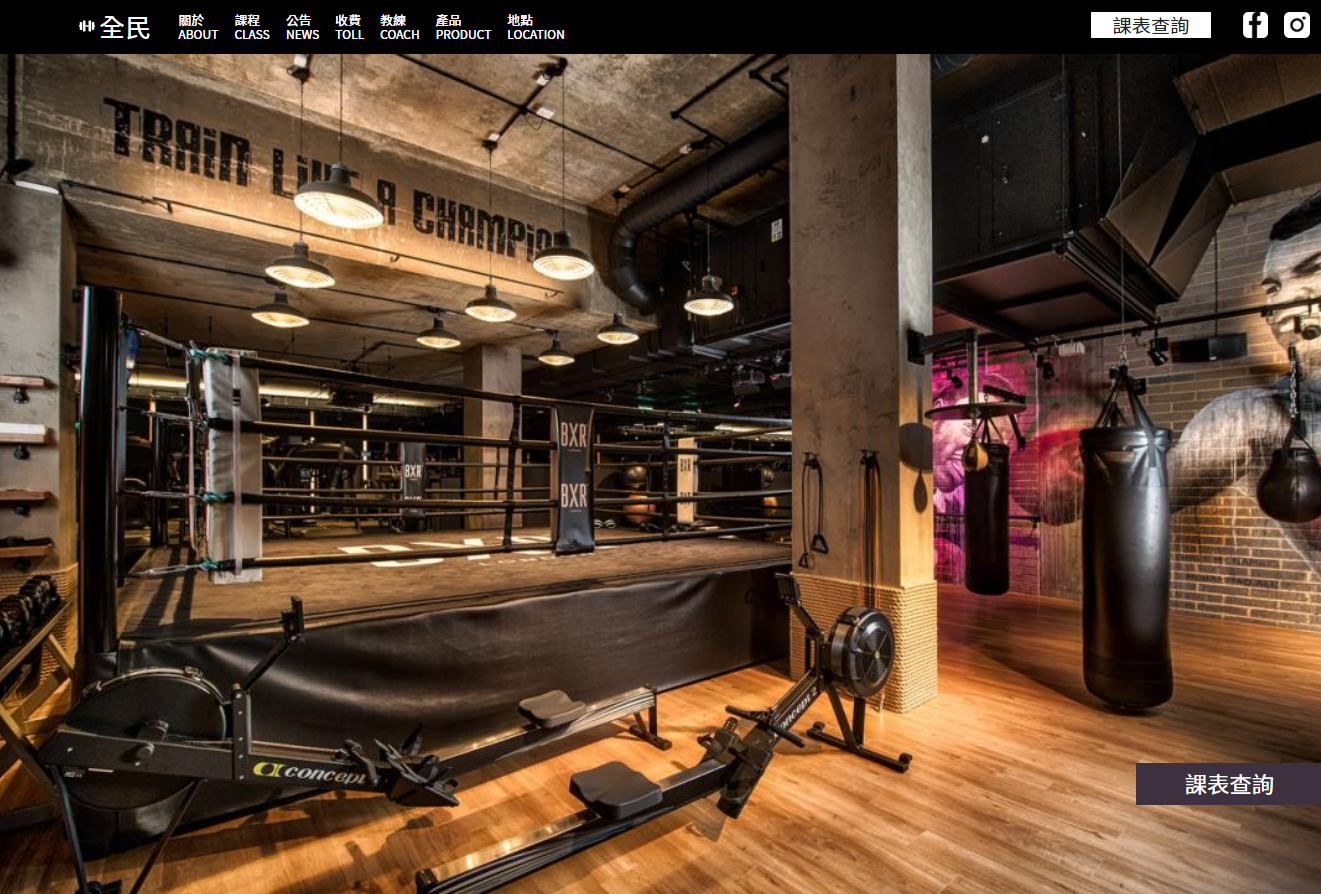 全民
關於
ABOUT
課程
CLASS
公告
NEWS
收費
TOLL
教練
COACH
產品
PRODUCT
地點
LOCATION
課表查詢
TRAiN LiKE A CHAMPiON
BXR
BXR
BXR
BXR
concept
concept 2
課表查詢